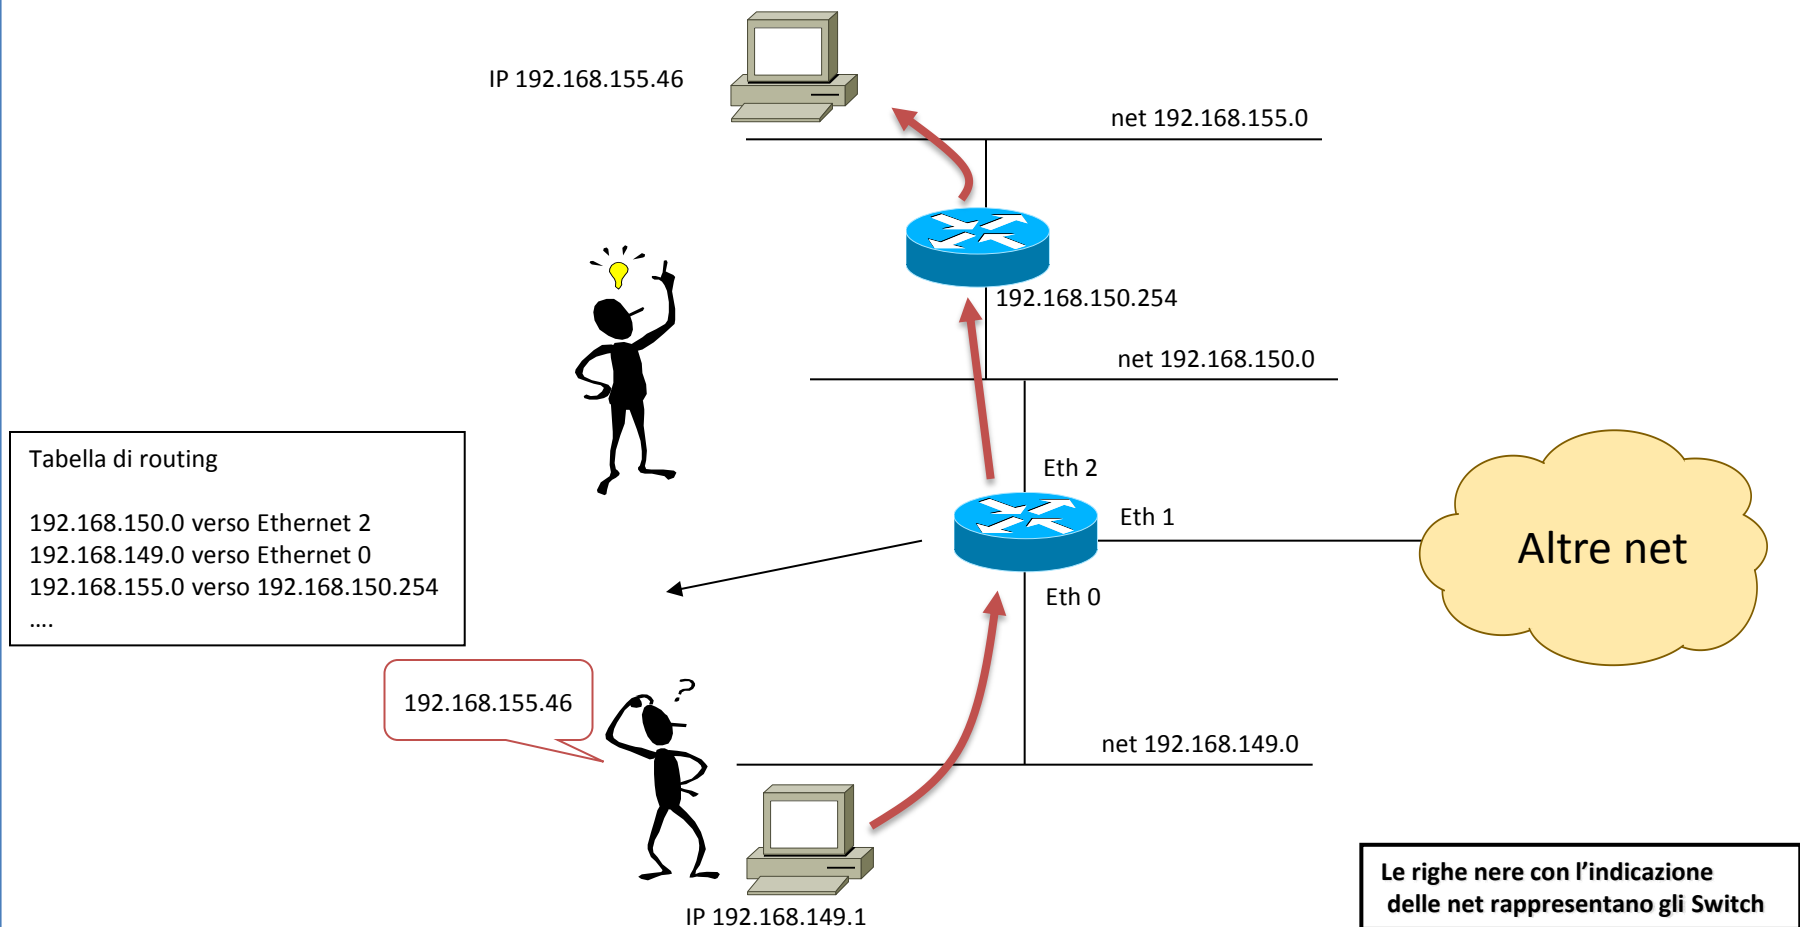 IP 192.168.155.46
net 192.168.155.0
192.168.150.254
net 192.168.150.0
Tabella di routing
192.168.150.0 verso Ethernet 2
192.168.149.0 verso Ethernet 0
192.168.155.0 verso 192.168.150.254
....
Eth 2
Eth 1
Altre net
Eth 0
192.168.155.46
?
net 192.168.149.0
IP 192.168.149.1
Le righe nere con l'indicazione
delle net rappresentano gli Switch